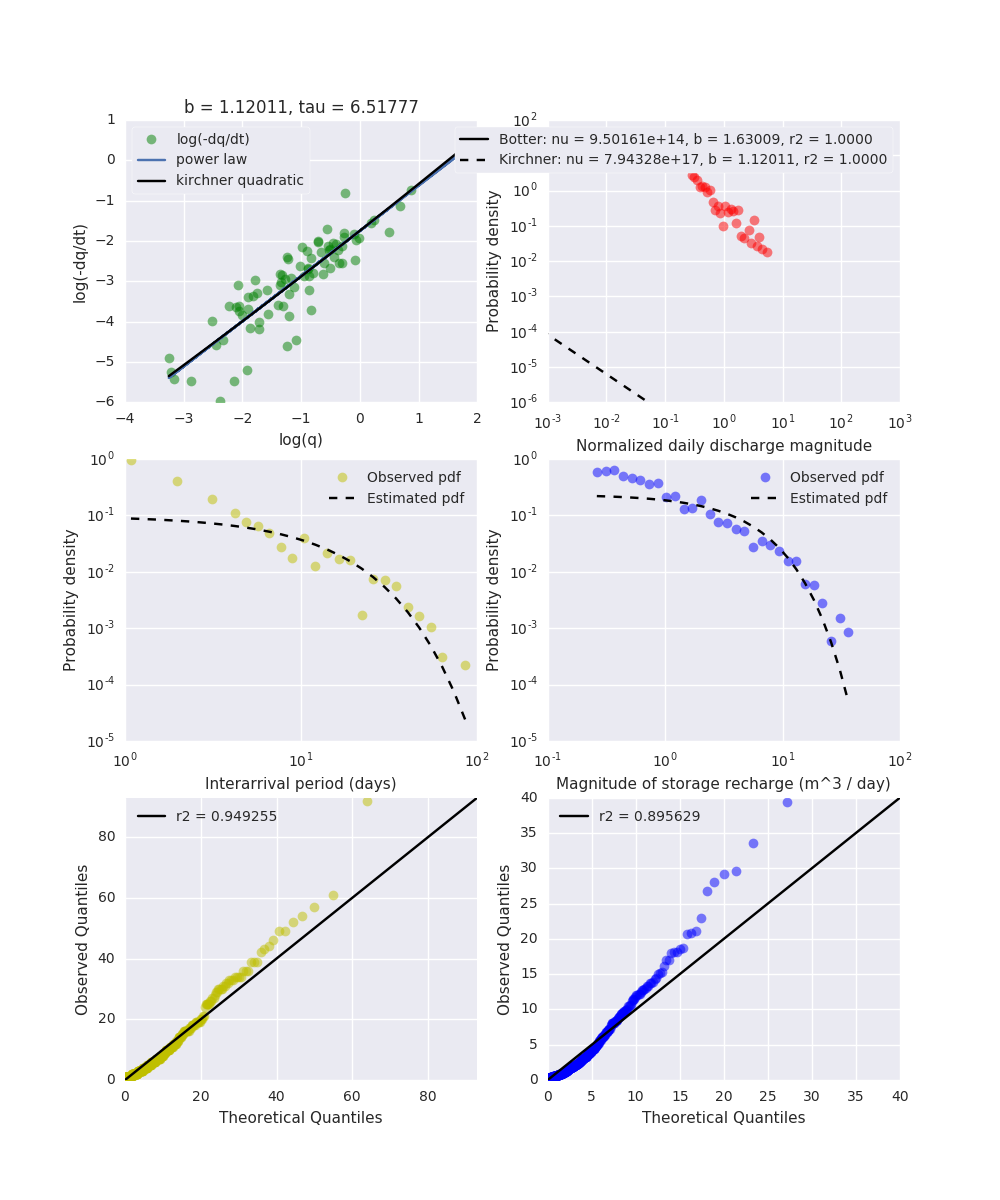 b = 1.12011, tau = 6.51777
log(-dq/dt)
power law
kirchner quadratic
1
0
−1
−2
−3
−4
−5
−6
log(-dq/dt)
−4 −3 −2 −1 0 1 2
log(q)
Botter: nu = 9.50161e+14, b = 1.63009, r2 = 1.0000
Kirchner: nu = 7.94328e+17, b = 1.12011, r2 = 1.0000
10^2
10^0
10^-1
10^-2
10^-3
10^-4
10^-5
10^-6
Probability density
10^-3 10^-2 10^-1 10^0 10^1 10^2 10^3
Normalized daily discharge magnitude
Observed pdf
Estimated pdf
10^0
10^-1
10^-2
10^-3
10^-4
10^-5
Probability density
10^0 10^1 10^2
Interarrival period (days)
Observed pdf
Estimated pdf
10^0
10^-1
10^-2
10^-3
10^-4
10^-5
Probability density
10^-1 10^0 10^1 10^2
Magnitude of storage recharge (m^3 / day)
r2 = 0.949255
80
60
40
20
0
Observed Quantiles
0 20 40 60 80
Theoretical Quantiles
r2 = 0.895629
40
35
30
25
20
15
10
5
0
Observed Quantiles
0 5 10 15 20 25 30 35 40
Theoretical Quantiles